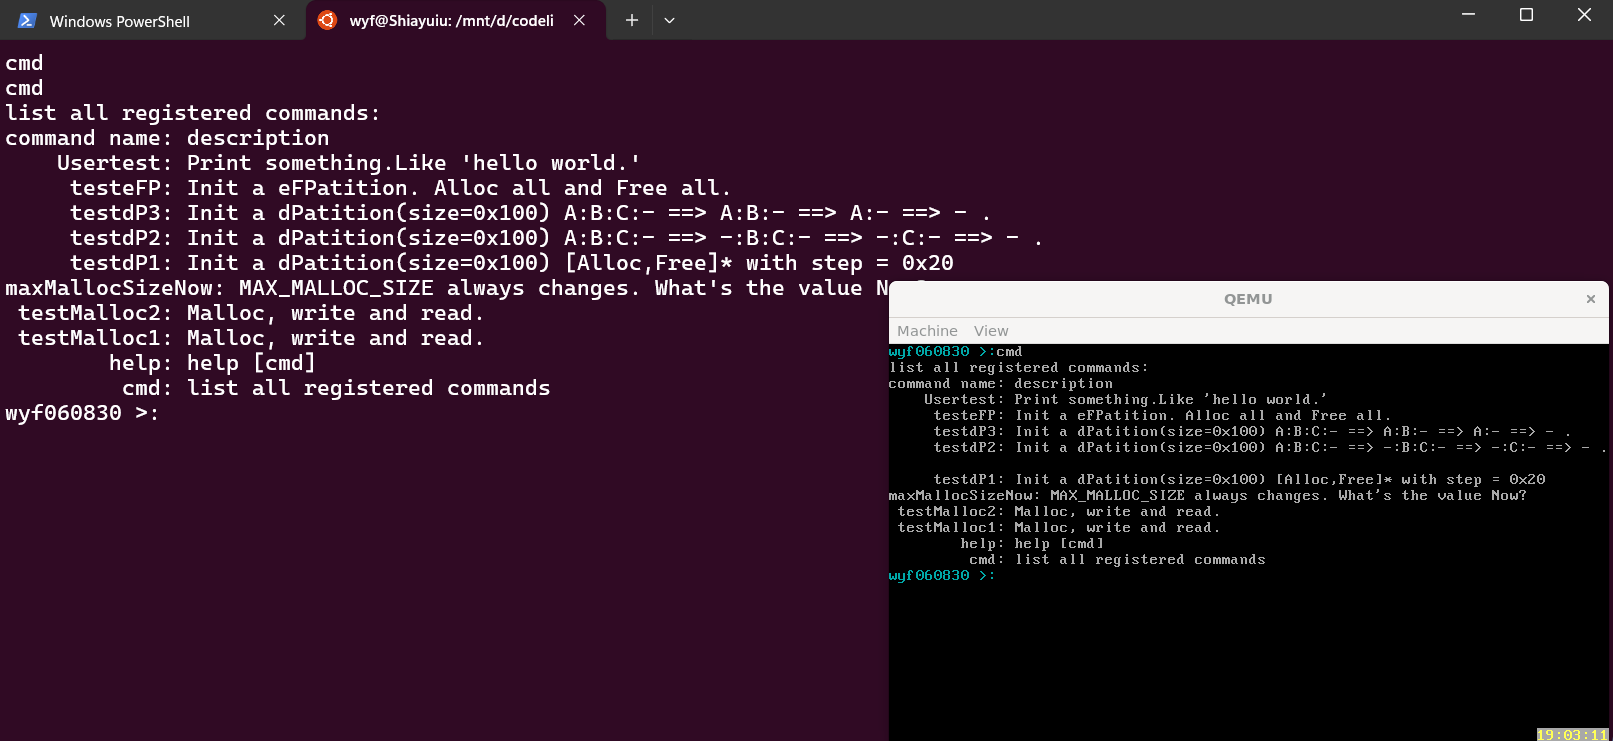 Windows PowerShell
wyf@Shiayuiu: /mnt/d/codeli
cmd
cmd
list all registered commands:
command name: description
Usertest: Print something.Like 'hello world.'
testeFP: Init a eFPatition. Alloc all and Free all.
testdP3: Init a dPatition(size=0x100) A:B:C:- ==> A:B:- ==> A:- ==> - .
testdP2: Init a dPatition(size=0x100) A:B:C:- ==> -:B:C:- ==> -:C:- ==> - .
testdP1: Init a dPatition(size=0x100) [Alloc,Free]* with step = 0x20
maxMallocSizeNow: MAX_MALLOC_SIZE always changes. What's the value
testMalloc2: Malloc, write and read.
testMalloc1: Malloc, write and read.
help: help [cmd]
cmd: list all registered commands
wyf060830 >:
QEMU
Machine View
wyf060830 >:cmd
list all registered commands:
command name: description
Usertest: Print something.Like 'hello world.'
testeFP: Init a eFPatition. Alloc all and Free all.
testdP3: Init a dPatition(size=0x100) A:B:C:- ==> A:B:- ==> A:- ==> - .
testdP2: Init a dPatition(size=0x100) A:B:C:- ==> -:B:C:- ==> -:C:- ==> - .
testdP1: Init a dPatition(size=0x100) [Alloc,Free]* with step = 0x20
maxMallocSizeNow: MAX_MALLOC_SIZE always changes. What's the value Now?
testMalloc2: Malloc, write and read.
testMalloc1: Malloc, write and read.
help: help [cmd]
cmd: list all registered commands
wyf060830 >:
19:03:11